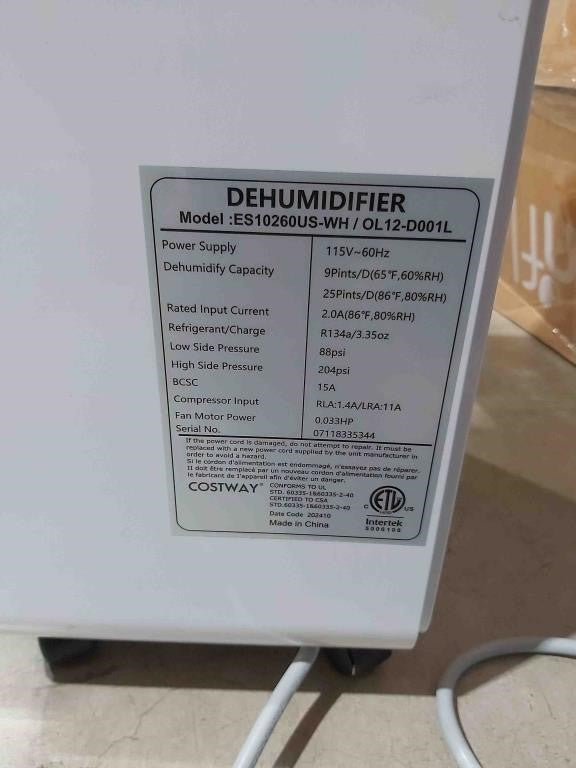 DEHUMIDIFIER
Model :ES10260US-WH / OL12-D001L
Power Supply 115V~60Hz
Dehumidify Capacity 9Pints/D(65°F,60%RH)
25Pints/D(86°F,80%RH)
Rated Input Current 2.0A(86°F,80%RH)
Refrigerant/Charge R134a/3.35oz
Low Side Pressure 88psi
High Side Pressure 204psi
BCSC 15A
Compressor Input RLA:1.4A/LRA:11A
Fan Motor Power 0.033HP
Serial No. 07118335344
If the power cord is damaged, do not attempt to repair. It must be
replaced with a new power cord supplied by the unit manufacturer in
order to avoid a hazard.
Si le cordon d'alimentation est endommagé, n'essayez pas de réparer.
Il doit être remplacé par un nouveau cordon d'alimentation fourni par
le fabricant de l'appareil afin d'éviter un danger.
COSTWAY
CONFORMS TO UL
STD. 60335-1&60335-2-40
CERTIFIED TO CSA
STD.60335-1&60335-2-40
Date Code 202410
Made in China
C ETL US
Intertek
5006106